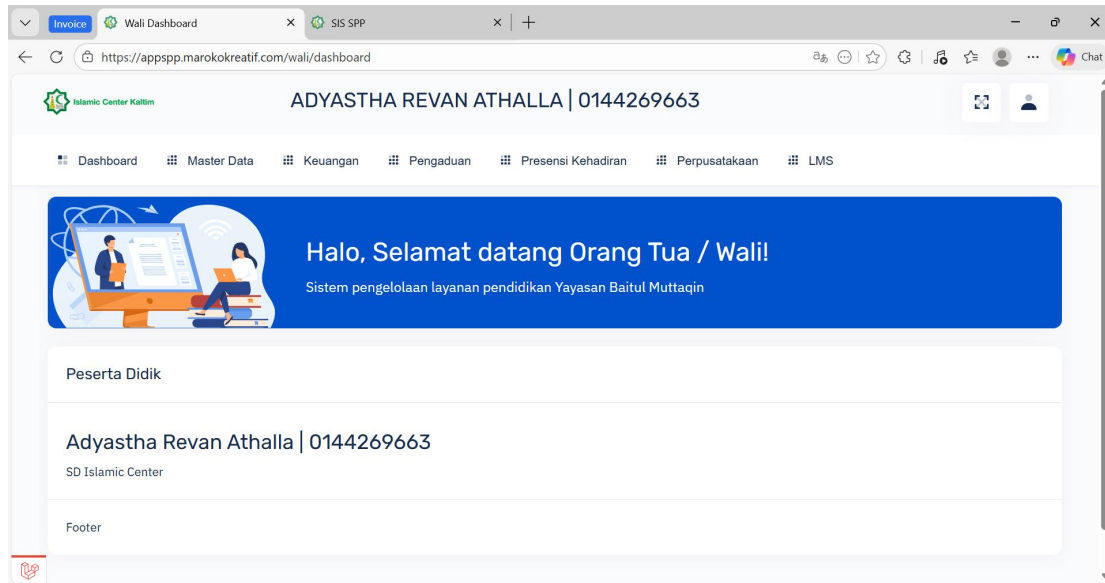 Invoice
Wali Dashboard
SIS SPP
https://appspp.marokokreatif.com/wali/dashboard
Chat
Islamic Center Kaltim
ADYASTHA REVAN ATHALLA | 0144269663
Dashboard Master Data Keuangan Pengaduan Presensi Kehadiran Perpusatakaan LMS
Halo, Selamat datang Orang Tua / Wali!
Sistem pengelolaan layanan pendidikan Yayasan Baitul Muttaqin
Peserta Didik
Adyastha Revan Athalla | 0144269663
SD Islamic Center
Footer